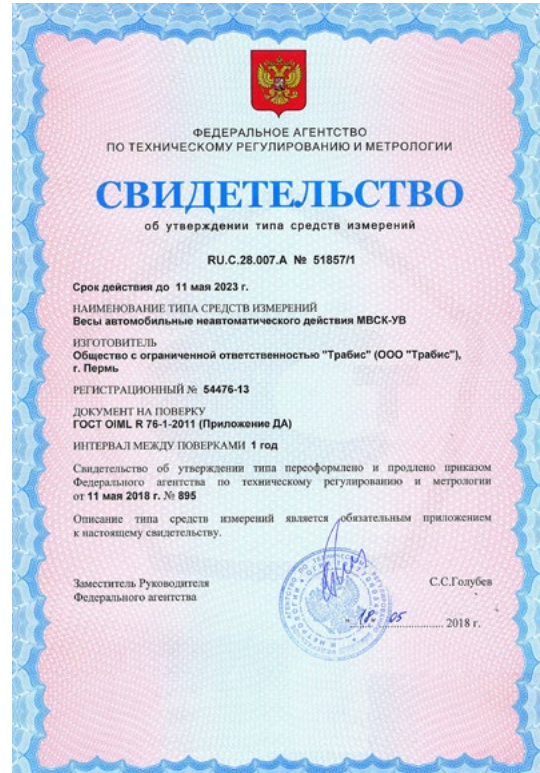 ФЕДЕРАЛЬНОЕ АГЕНТСТВО
ПО ТЕХНИЧЕСКОМУ РЕГУЛИРОВАНИЮ И МЕТРОЛОГИИ
СВИДЕТЕЛЬСТВО
об утверждении типа средств измерений
RU.C.28.007.A № 51857/1
Срок действия до 11 мая 2023 г.
НАИМЕНОВАНИЕ ТИПА СРЕДСТВ ИЗМЕРЕНИЙ
Весы автомобильные неавтоматического действия МВСК-УВ
ИЗГОТОВИТЕЛЬ
Общество с ограниченной ответственностью "Трабис" (ООО "Трабис"),
г. Пермь
РЕГИСТРАЦИОННЫЙ № 54476-13
ДОКУМЕНТ НА ПОВЕРКУ
ГОСТ OIML R 76-1-2011 (Приложение ДА)
ИНТЕРВАЛ МЕЖДУ ПОВЕРКАМИ 1 год
Свидетельство об утверждении типа переоформлено и продлено приказом
Федерального агентства по техническому регулированию и метрологии
от 11 мая 2018 г. № 895
Описание типа средств измерений является обязательным приложением
к настоящему свидетельству.
Заместитель Руководителя
Федерального агентства
С.С.Голубев
"18" 05 2018 г.